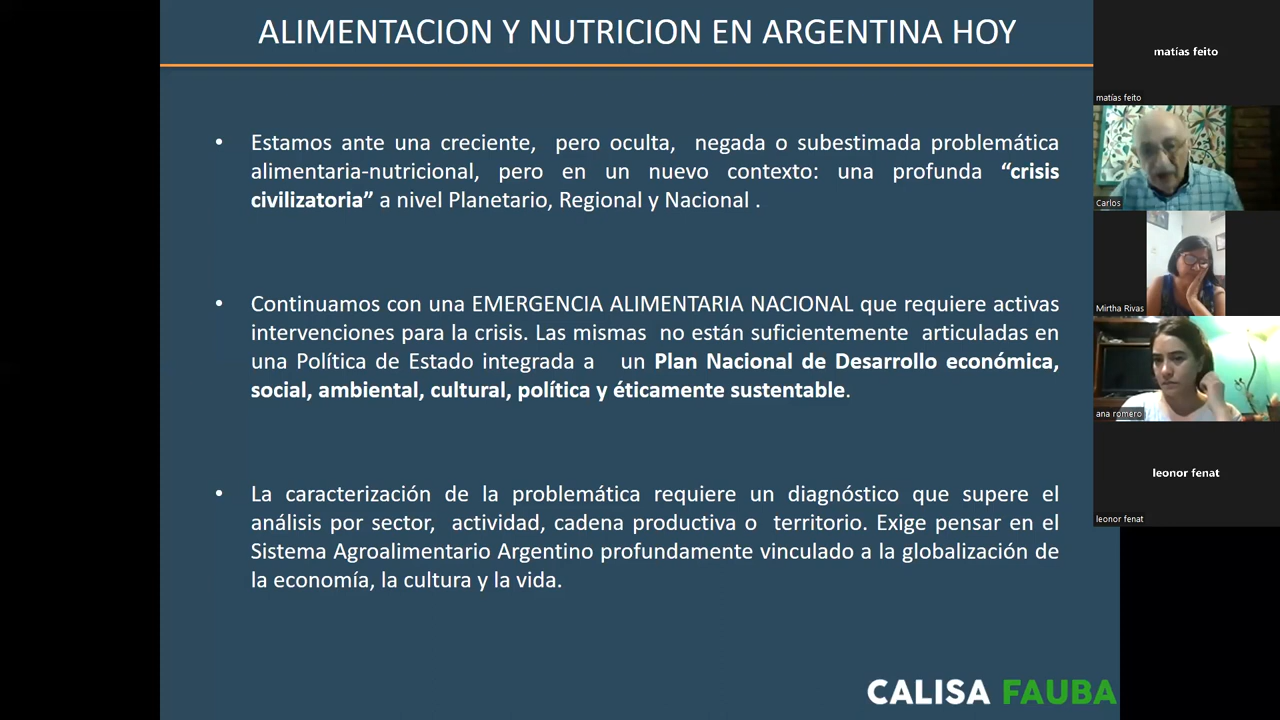 ALIMENTACION Y NUTRICION EN ARGENTINA HOY
• Estamos ante una creciente, pero oculta, negada o subestimada problemática
alimentaria-nutricional, pero en un nuevo contexto: una profunda “crisis
civilizatoria” a nivel Planetario, Regional y Nacional .
• Continuamos con una EMERGENCIA ALIMENTARIA NACIONAL que requiere activas
intervenciones para la crisis. Las mismas no están suficientemente articuladas en
una Política de Estado integrada a un Plan Nacional de Desarrollo económica,
social, ambiental, cultural, política y éticamente sustentable.
• La caracterización de la problemática requiere un diagnóstico que supere el
análisis por sector, actividad, cadena productiva o territorio. Exige pensar en el
Sistema Agroalimentario Argentino profundamente vinculado a la globalización de
la economía, la cultura y la vida.
CALISA FAUBA
matías feito
matías feito
Carlos
Mirtha Rivas
ana romero
leonor fenat
leonor fenat